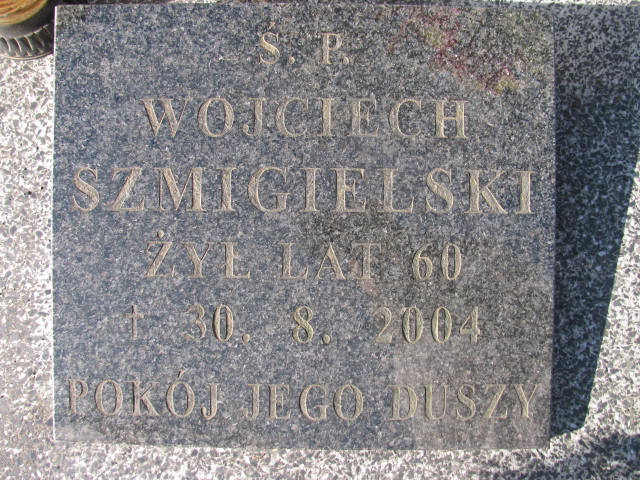 Ś. P.
WOJCIECH
SZMIGIELSKI
ŻYŁ LAT 60
† 30. 8. 2004
POKÓJ JEGO DUSZY